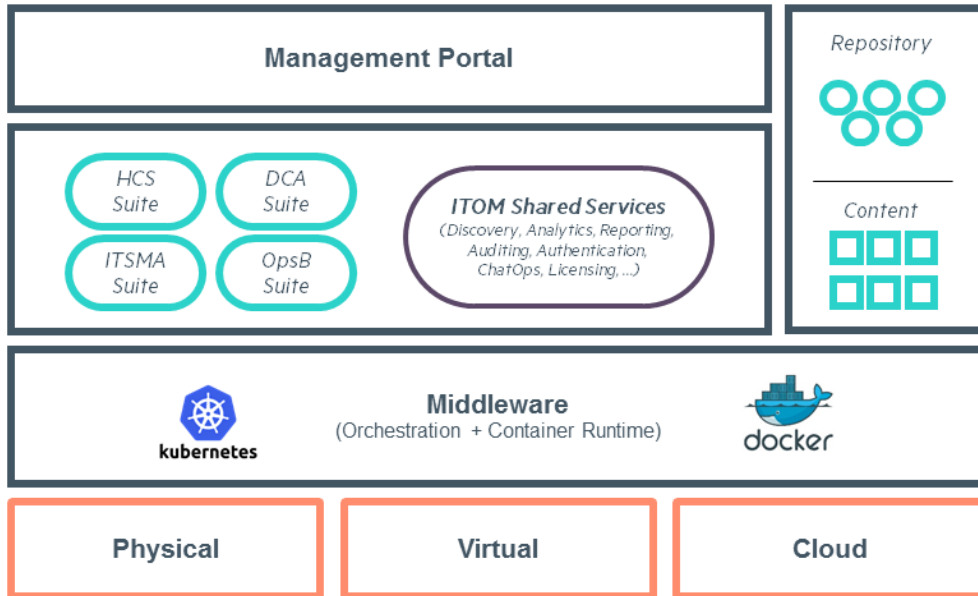 Management Portal
Repository
Content
HCS
Suite
DCA
Suite
ITSMA
Suite
OpsB
Suite
ITOM Shared Services
(Discovery, Analytics, Reporting,
Auditing, Authentication,
ChatOps, Licensing, ...)
Middleware
(Orchestration + Container Runtime)
kubernetes
docker
Physical
Virtual
Cloud